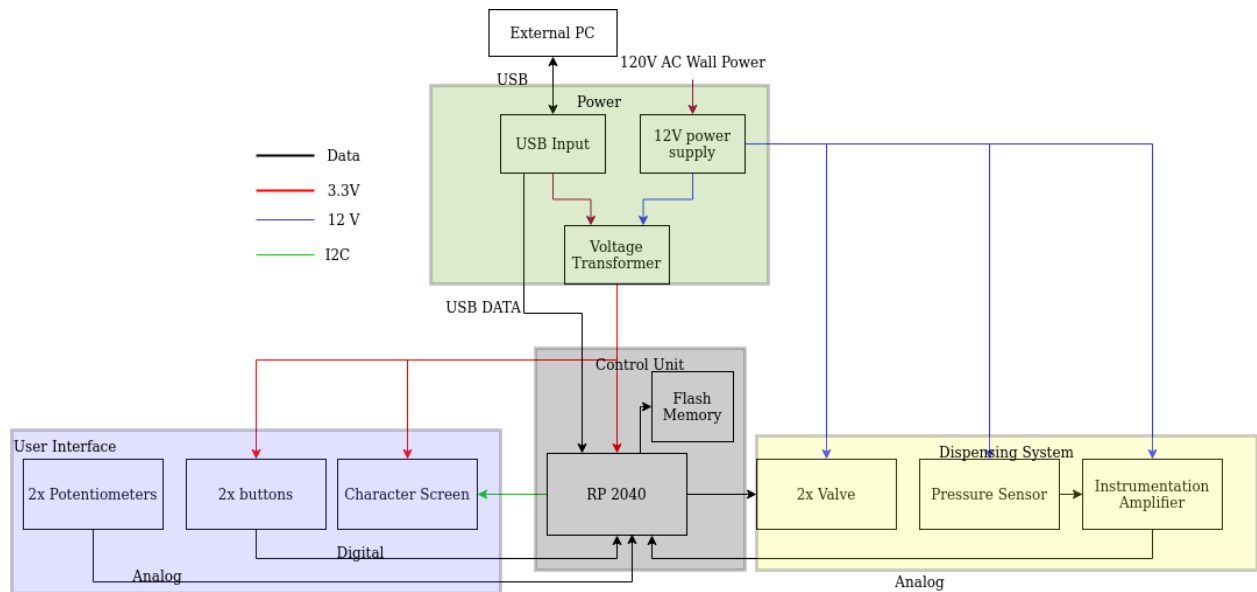 External PC
USB
120V AC Wall Power
Power
USB Input
12V power
supply
Data
3.3V
12 V
I2C
Voltage
Transformer
USB DATA
Control Unit
Flash
Memory
User Interface
Dispensing System
2x Potentiometers
2x buttons
Character Screen
RP 2040
2x Valve
Pressure Sensor
Instrumentation
Amplifier
Digital
Analog
Analog